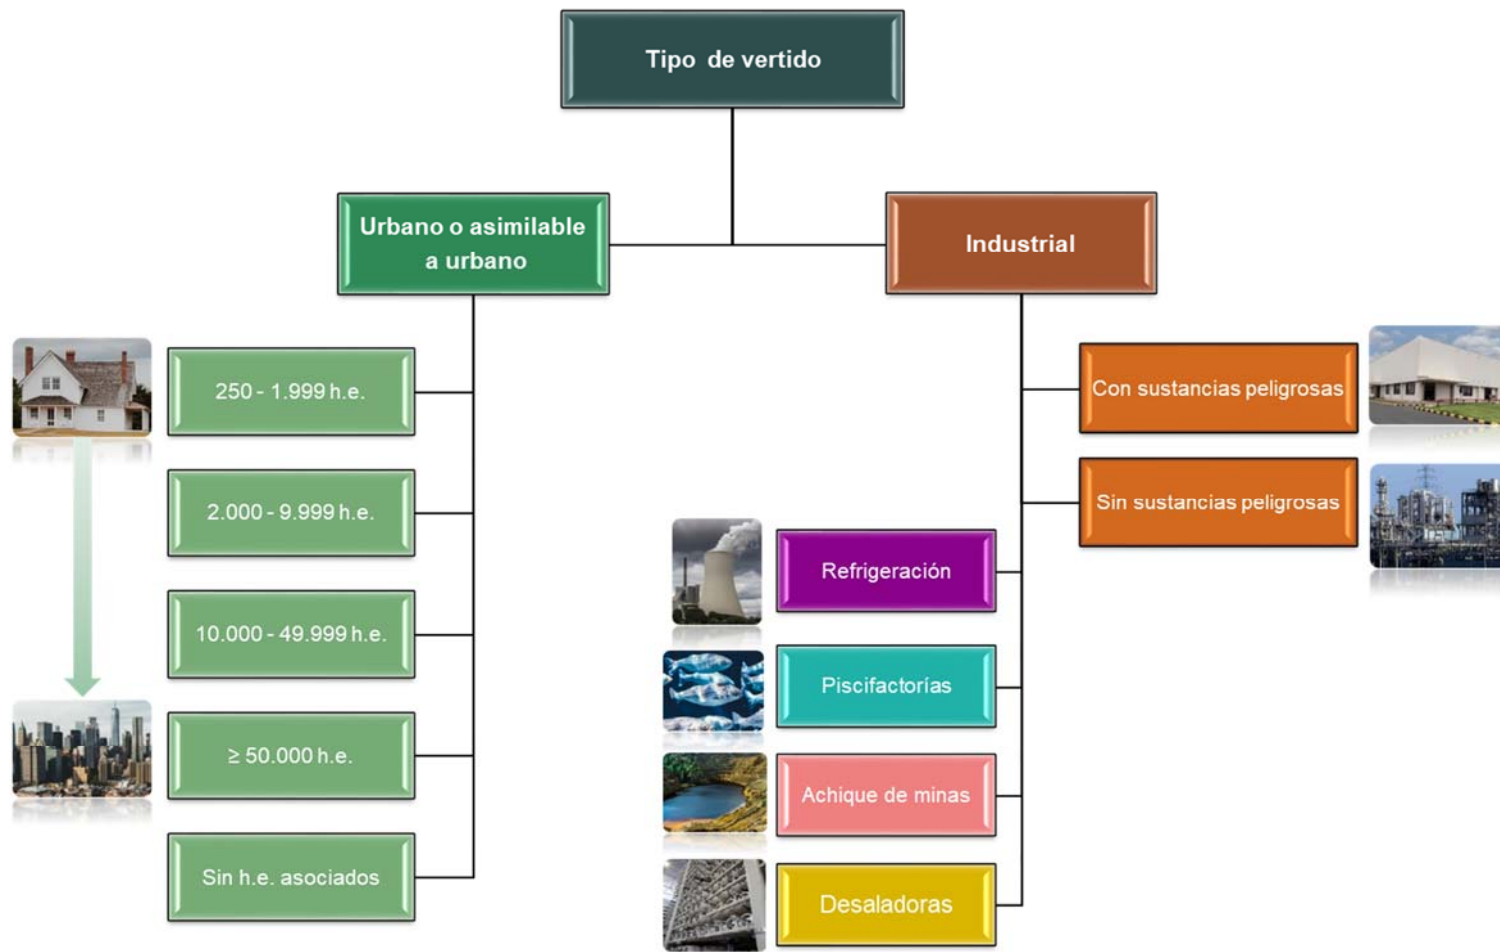 Tipo de vertido
Urbano o asimilable
a urbano
250 - 1.999 h.e.
2.000 - 9.999 h.e.
10.000 - 49.999 h.e.
≥ 50.000 h.e.
Sin h.e. asociados
Industrial
Con sustancias peligrosas
Sin sustancias peligrosas
Refrigeración
Piscifactorías
Achique de minas
Desaladoras